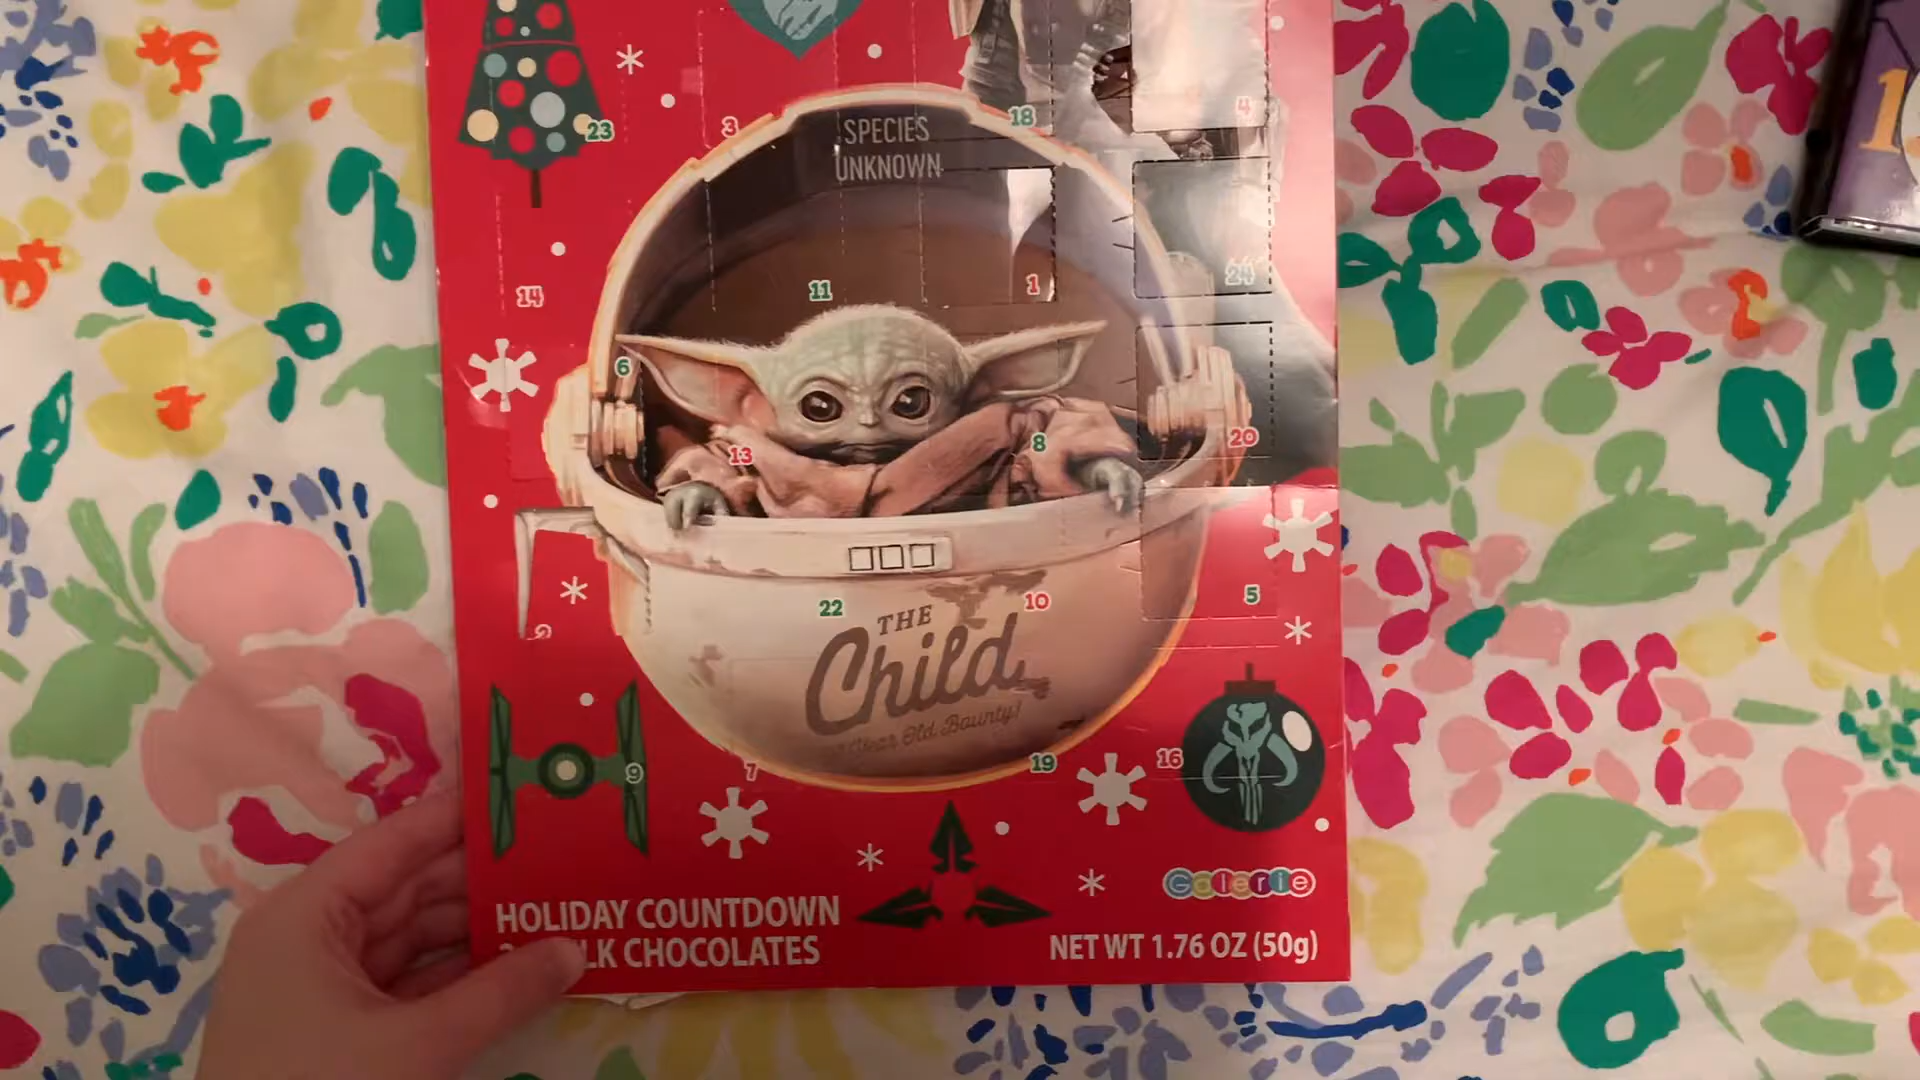 4
23
3
18
SPECIES
UNKNOWN
24
14
11
1
6
13
8
20
5
22
10
THE
Child
Old Bounty!
9
7
19
16
Galerie
HOLIDAY COUNTDOWN
CHOCOLATES
NET WT 1.76 OZ (50g)
1